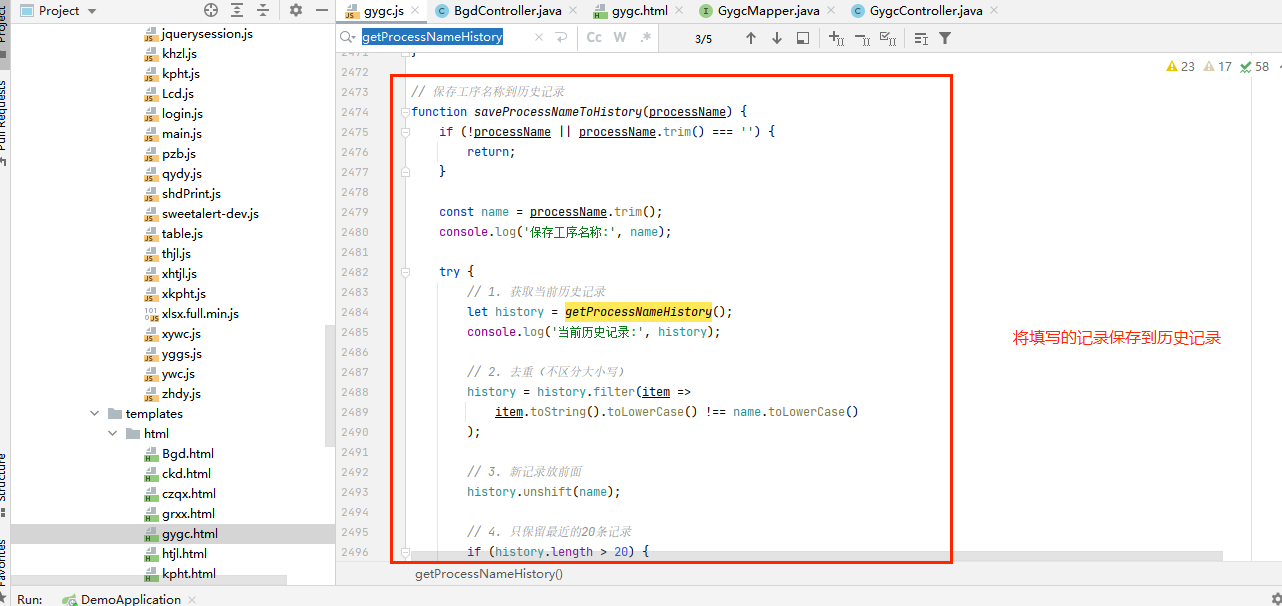 Project
gygc.js
BgdController.java
gygc.html
GygcMapper.java
GygcController.java
getProcessNameHistory
Cc W .*
3/5
23 17 58
jquerysession.js
khzl.js
kpht.js
Lcd.js
login.js
main.js
pzb.js
qydy.js
shdPrint.js
sweetalert-dev.js
table.js
thjl.js
xhtjl.js
xkpht.js
xlsx.full.min.js
xywc.js
yggs.js
ywc.js
zhdy.js
templates
html
Bgd.html
ckd.html
czqx.html
grxx.html
gygc.html
htjl.html
kpht.html
Pull Requests
Structure
Favorites
2472
2473 // 保存工序名称到历史记录
2474 function saveProcessNameToHistory(processName) {
2475 if (!processName || processName.trim() === '') {
2476 return;
2477 }
2478
2479 const name = processName.trim();
2480 console.log('保存工序名称:', name);
2481
2482 try {
2483 // 1. 获取当前历史记录
2484 let history = getProcessNameHistory();
2485 console.log('当前历史记录:', history);
2486
2487 // 2. 去重（不区分大小写）
2488 history = history.filter(item =>
2489 item.toString().toLowerCase() !== name.toLowerCase()
2490 );
2491
2492 // 3. 新记录放前面
2493 history.unshift(name);
2494
2495 // 4. 只保留最近的20条记录
2496 if (history.length > 20) {
将填写的记录保存到历史记录
getProcessNameHistory()
Run: DemoApplication